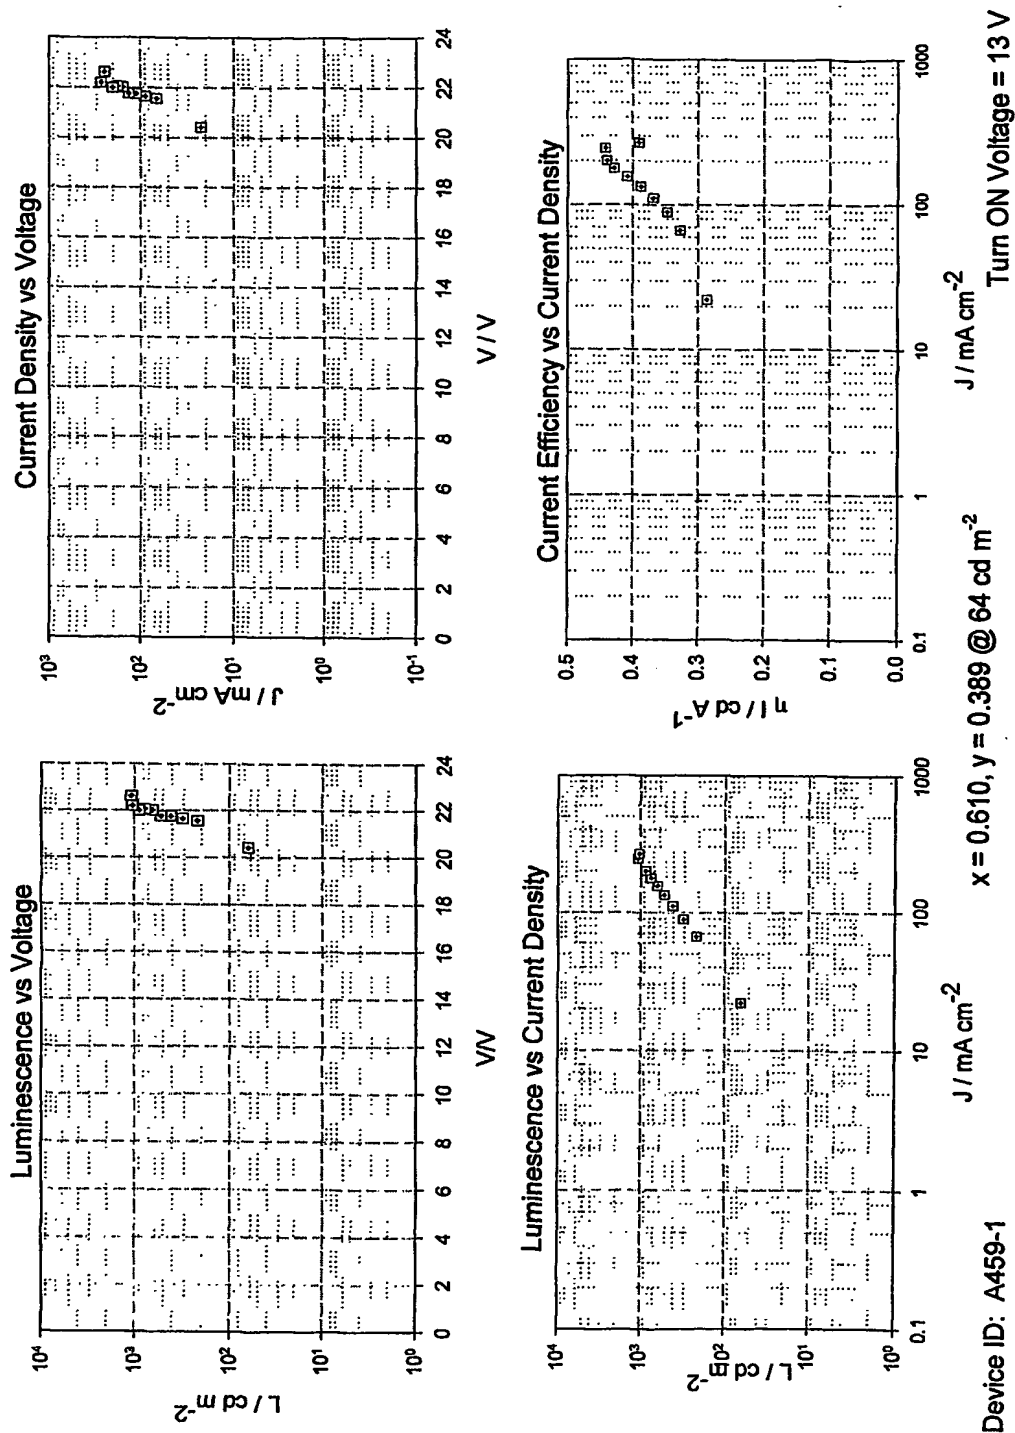 Luminescence vs Voltage
L / cd m-2
10⁴
10³
10²
10¹
10⁰
0 2 4 6 8 10 12 14 16 18 20 22 24
V/V
Current Density vs Voltage
J / mA cm-2
10³
10²
10¹
10⁰
10-1
0 2 4 6 8 10 12 14 16 18 20 22 24
V / V
Luminescence vs Current Density
L / cd m-2
10⁴
10³
10²
10¹
10⁰
0.1 1 10 100 1000
J / mA cm-2
Current Efficiency vs Current Density
η I / cd A-1
0.5
0.4
0.3
0.2
0.1
0.0
0.1 1 10 100 1000
J / mA cm-2
Device ID: A459-1 x = 0.610, y = 0.389 @ 64 cd m-2 Turn ON Voltage = 13 V